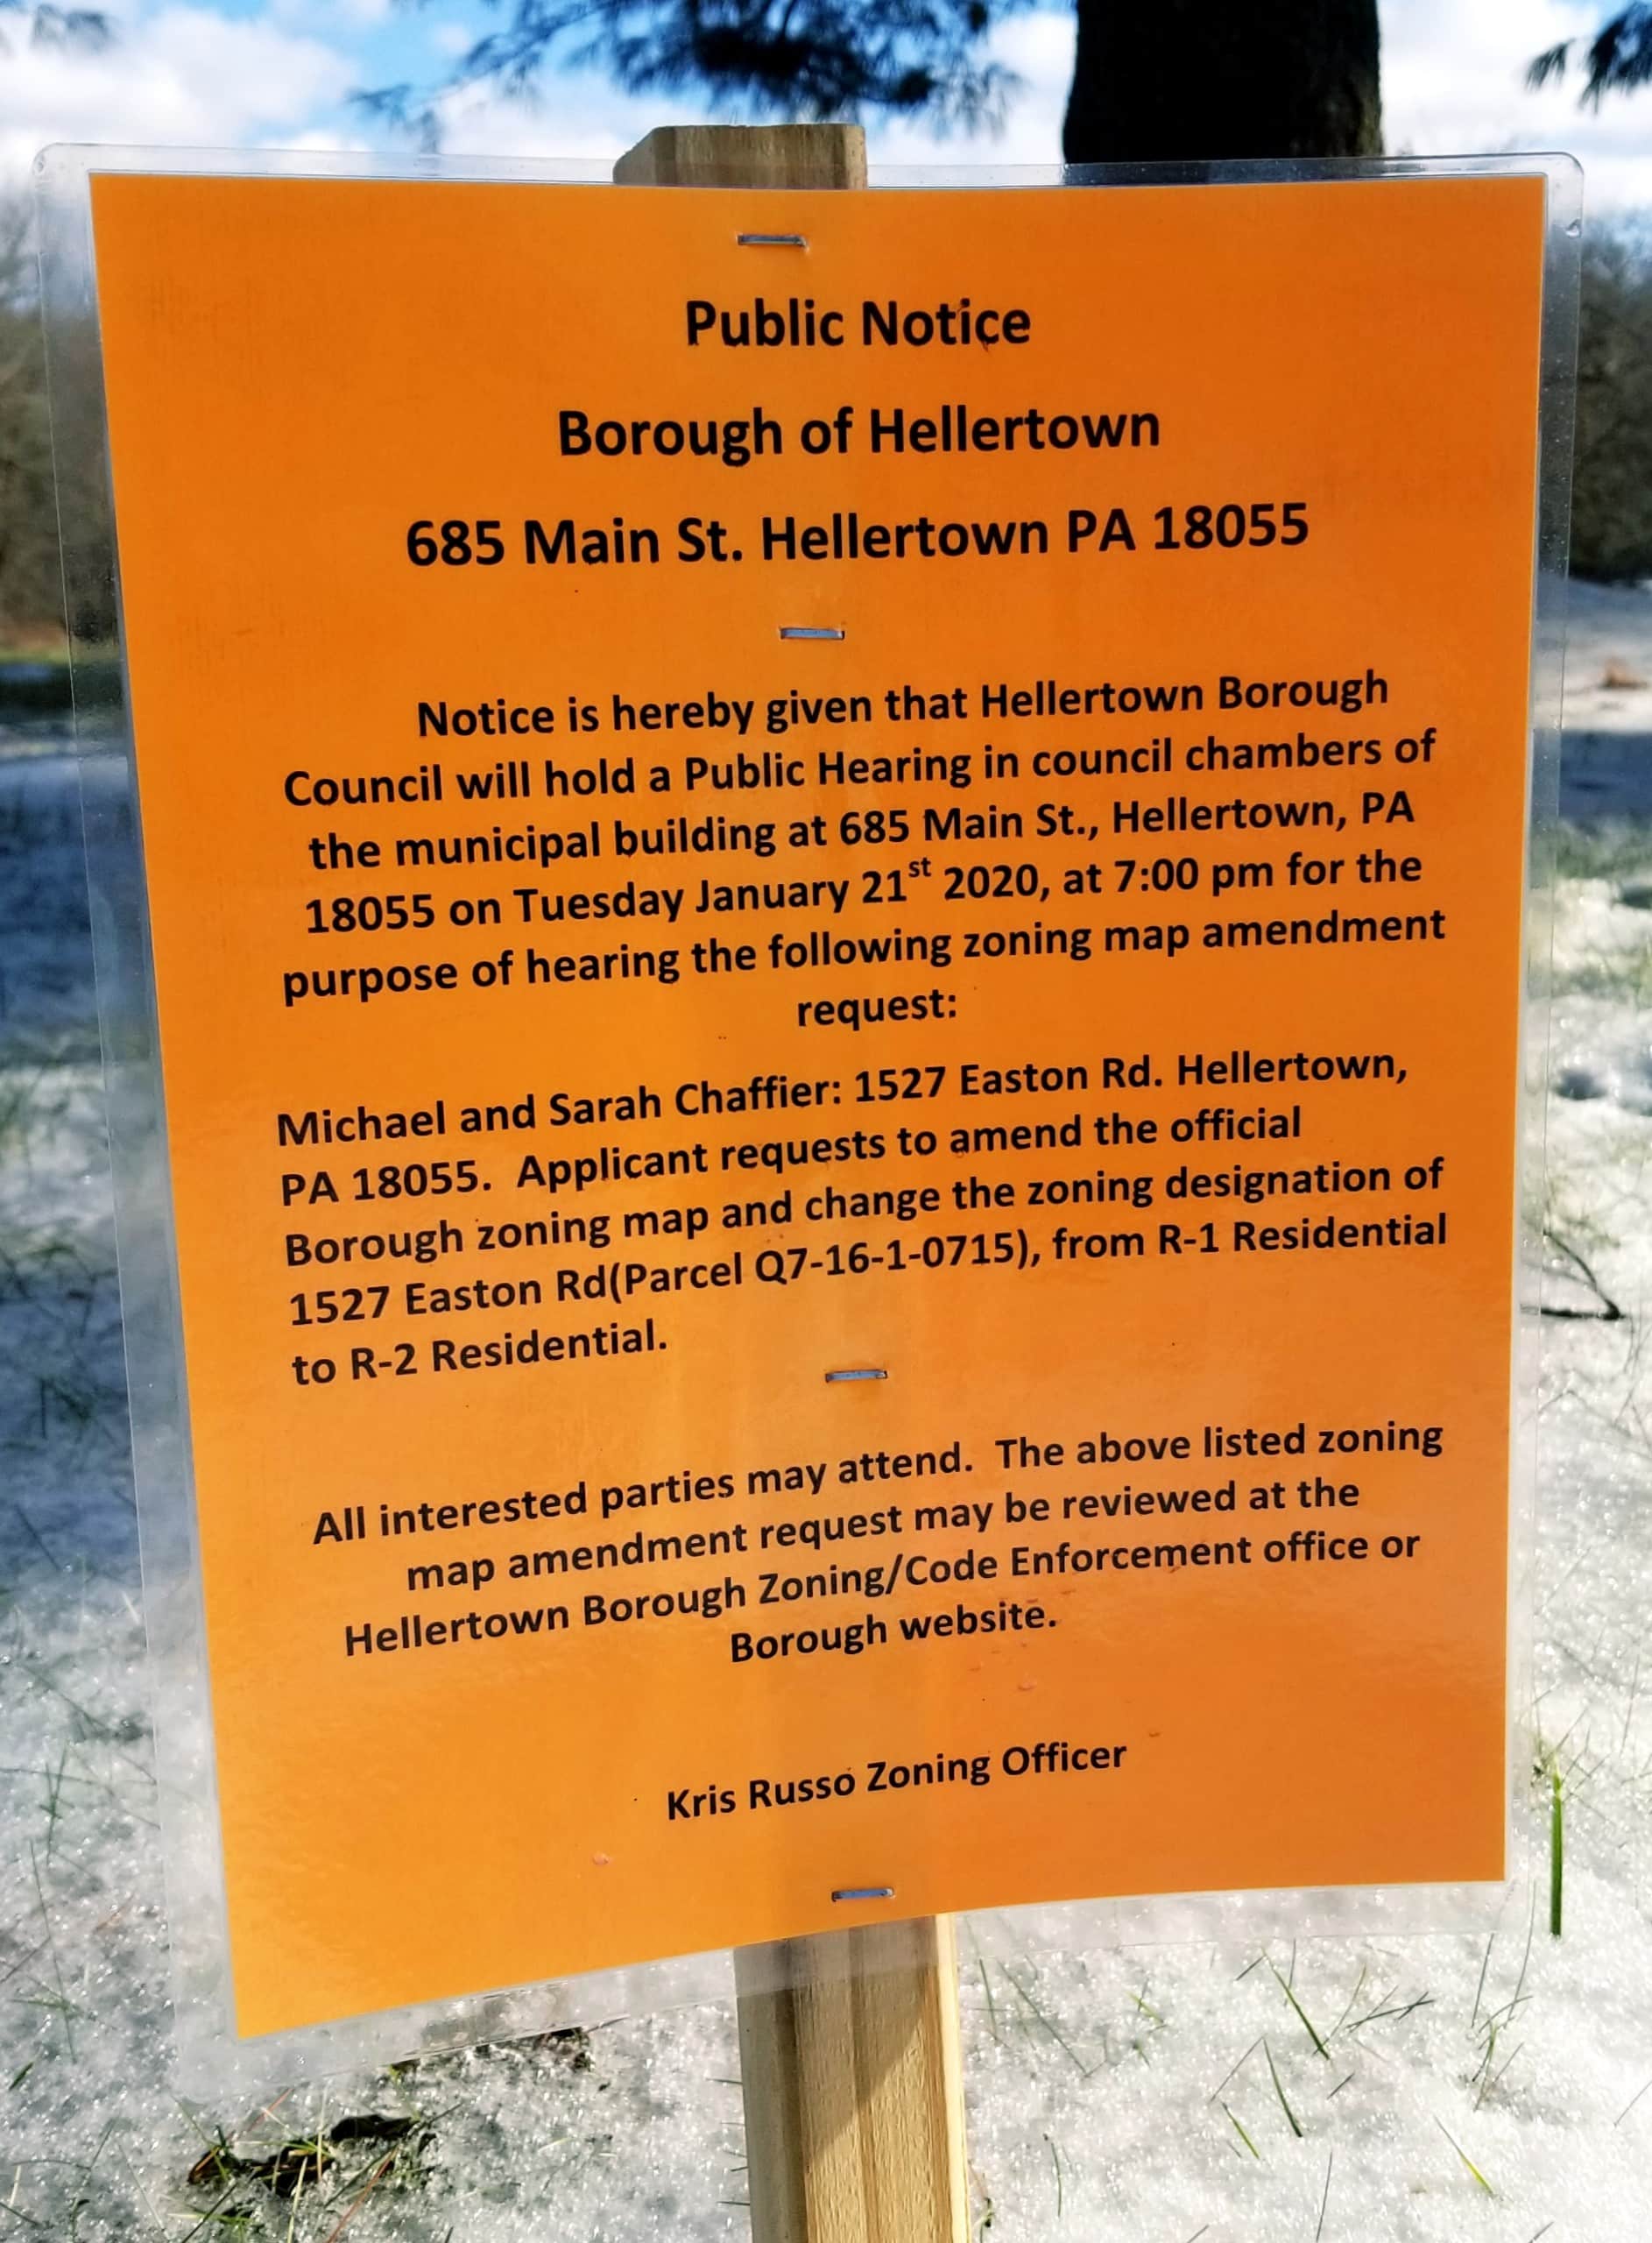 Public Notice
Borough of Hellertown
685 Main St. Hellertown PA 18055
Notice is hereby given that Hellertown Borough
Council will hold a Public Hearing in council chambers of
the municipal building at 685 Main St., Hellertown, PA
18055 on Tuesday January 21st 2020, at 7:00 pm for the
purpose of hearing the following zoning map amendment
request:
Michael and Sarah Chaffier: 1527 Easton Rd. Hellertown,
PA 18055. Applicant requests to amend the official
Borough zoning map and change the zoning designation of
1527 Easton Rd(Parcel Q7-16-1-0715), from R-1 Residential
to R-2 Residential.
All interested parties may attend. The above listed zoning
map amendment request may be reviewed at the
Hellertown Borough Zoning/Code Enforcement office or
Borough website.
Kris Russo Zoning Officer